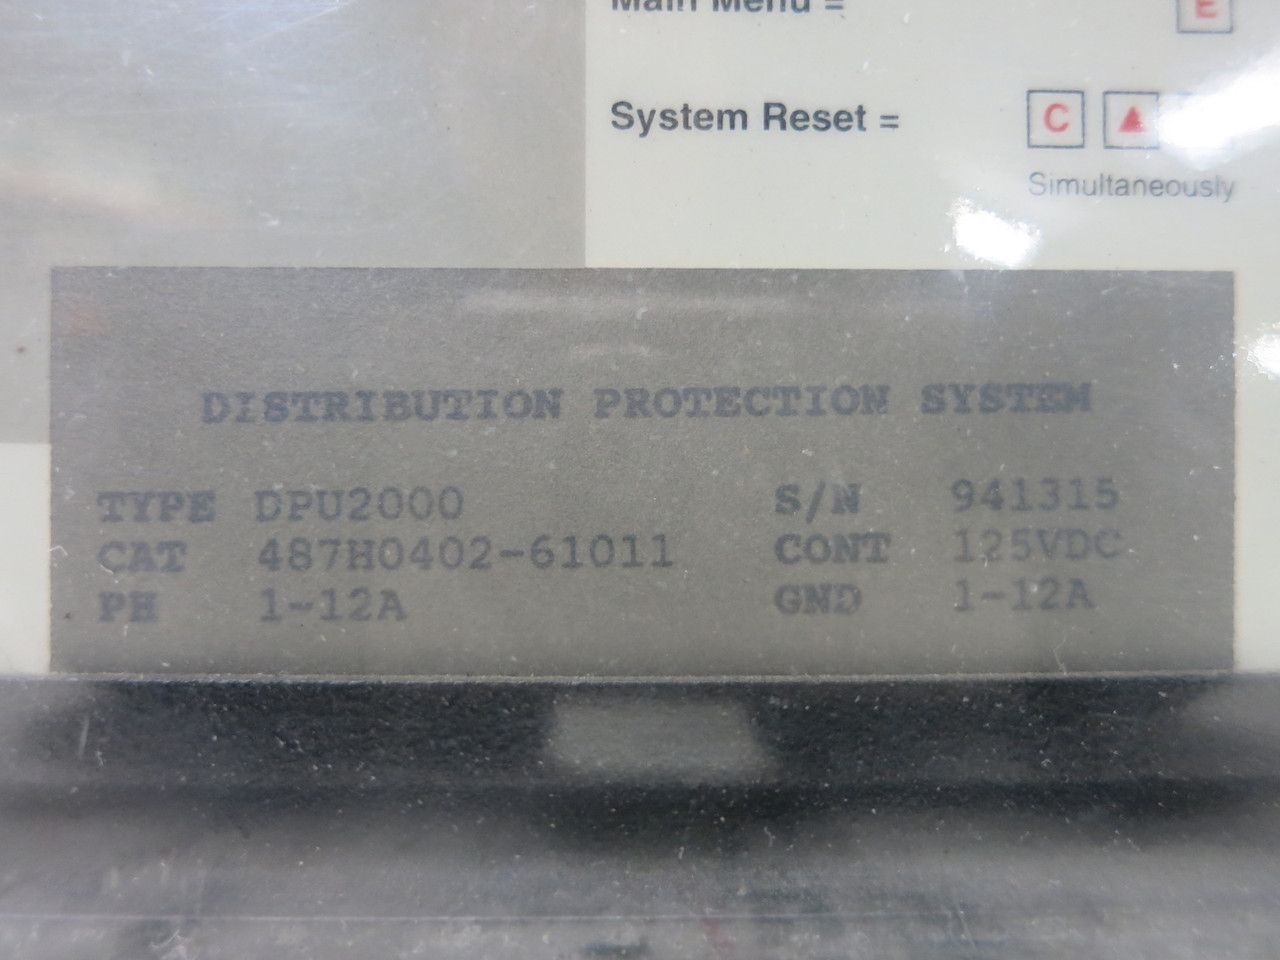 Main Menu = E
System Reset = C ▲
Simultaneously
DISTRIBUTION PROTECTION SYSTEM
TYPE DPU2000 S/N 941315
CAT 487H0402-61011 CONT 125VDC
PH 1-12A GND 1-12A